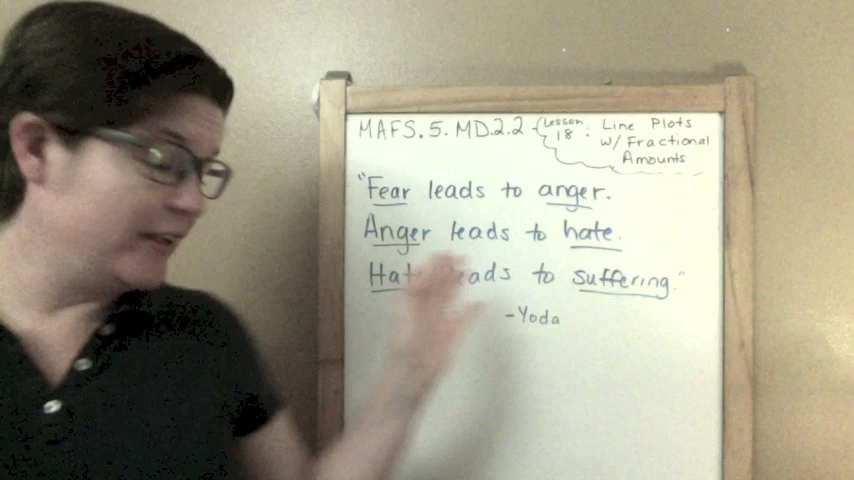 MAFS.5.MD.2.2 - Lesson 18: Line Plots
w/ Fractional
Amounts
"Fear leads to anger.
Anger leads to hate.
to suffering."
-Yoda